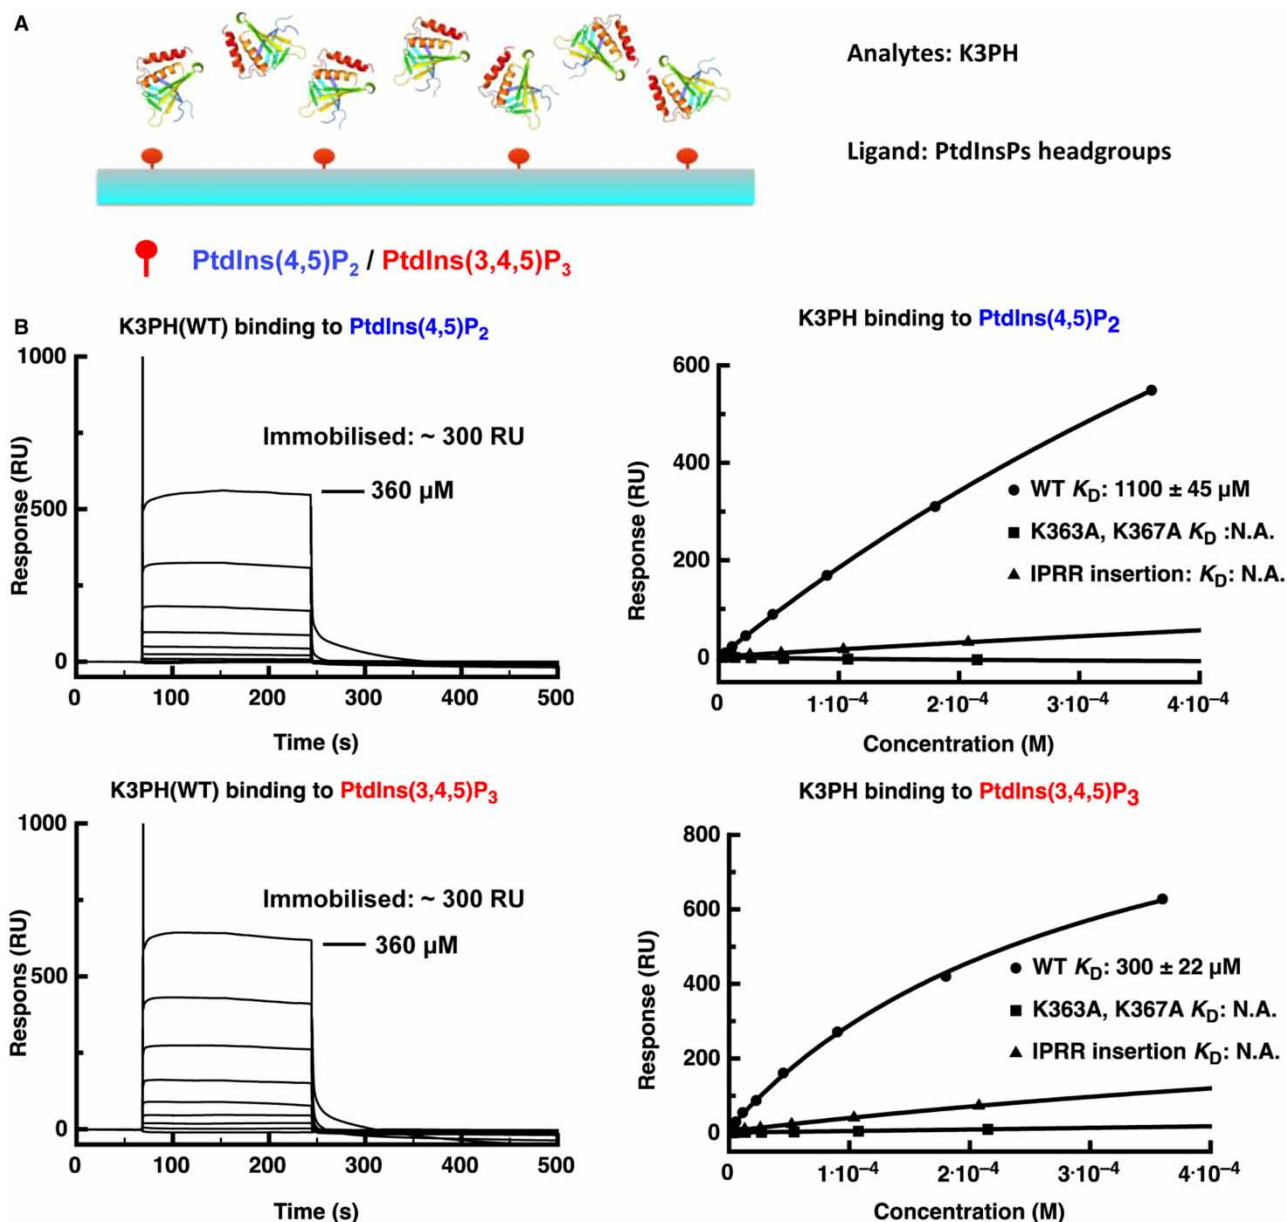 A
Analytes: K3PH
Ligand: PtdInsPs headgroups
PtdIns(4,5)P2 / PtdIns(3,4,5)P3
B
K3PH(WT) binding to PtdIns(4,5)P2
1000
500
0
Response (RU)
Immobilised: ~ 300 RU
360 µM
0
100
200
300
400
500
Time (s)
K3PH binding to PtdIns(4,5)P2
600
400
200
0
Response (RU)
WT KD: 1100 ± 45 µM
K363A, K367A KD :N.A.
IPRR insertion: KD: N.A.
0
1·10–4
2·10–4
3·10–4
4·10–4
Concentration (M)
K3PH(WT) binding to PtdIns(3,4,5)P3
1000
500
0
Respons (RU)
Immobilised: ~ 300 RU
360 µM
0
100
200
300
400
500
Time (s)
K3PH binding to PtdIns(3,4,5)P3
800
600
400
200
0
Response (RU)
WT KD: 300 ± 22 µM
K363A, K367A KD: N.A.
IPRR insertion KD: N.A.
0
1·10–4
2·10–4
3·10–4
4·10–4
Concentration (M)